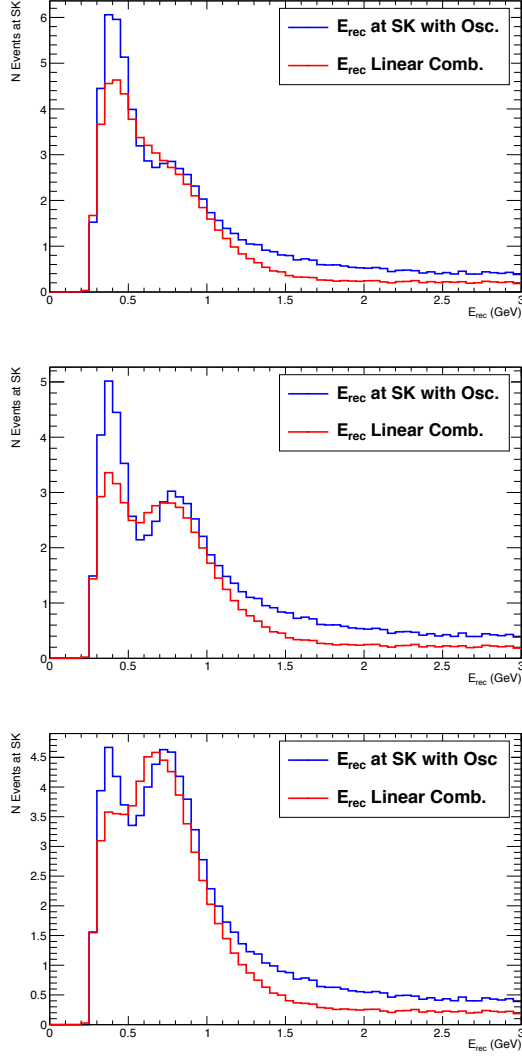 N Events at SK
E_rec at SK with Osc.
E_rec Linear Comb.
6
5
4
3
2
1
0
0 0.5 1 1.5 2 2.5 3
E_rec (GeV)
N Events at SK
E_rec at SK with Osc.
E_rec Linear Comb.
5
4
3
2
1
0
0 0.5 1 1.5 2 2.5 3
E_rec (GeV)
N Events at SK
E_rec at SK with Osc
E_rec Linear Comb.
4.5
4
3.5
3
2.5
2
1.5
1
0.5
0
0 0.5 1 1.5 2 2.5 3
E_rec (GeV)